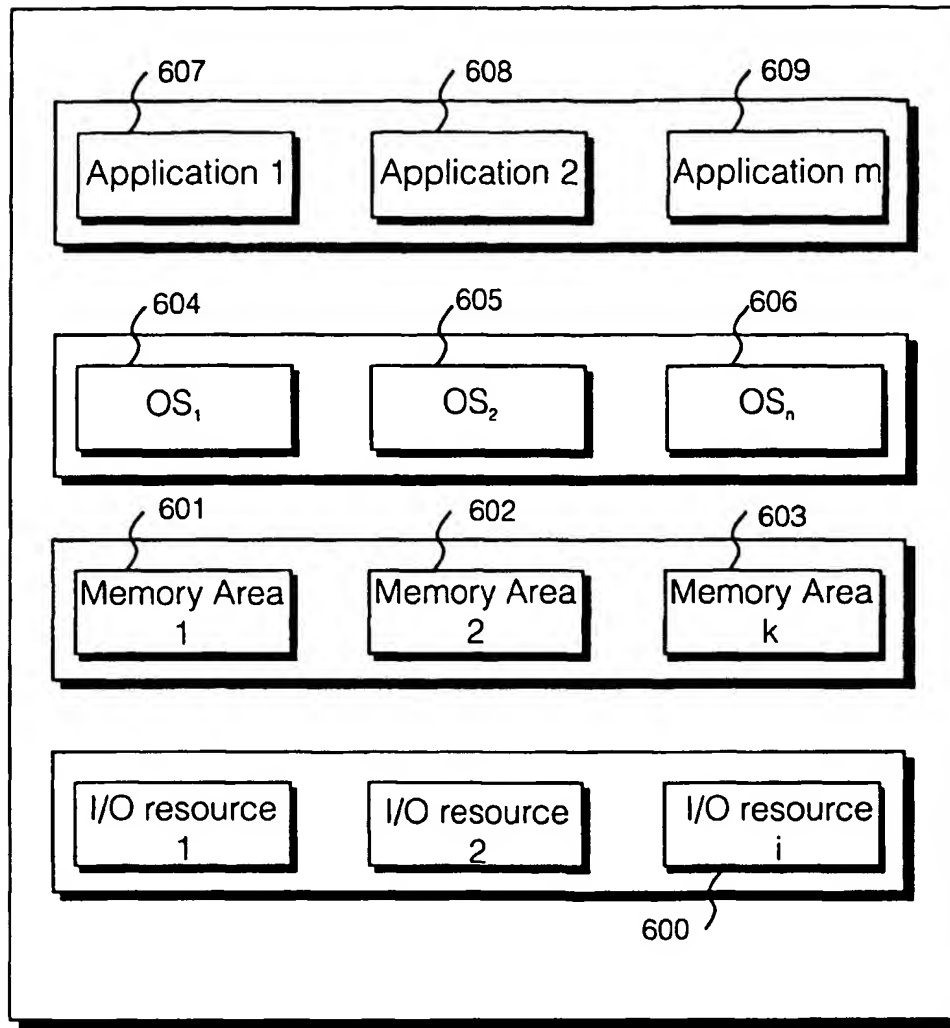 607 608 609
Application 1 Application 2 Application m
604 605 606
OS₁ OS₂ OSₙ
601 602 603
Memory Area 1 Memory Area 2 Memory Area k
I/O resource 1 I/O resource 2 I/O resource i
600